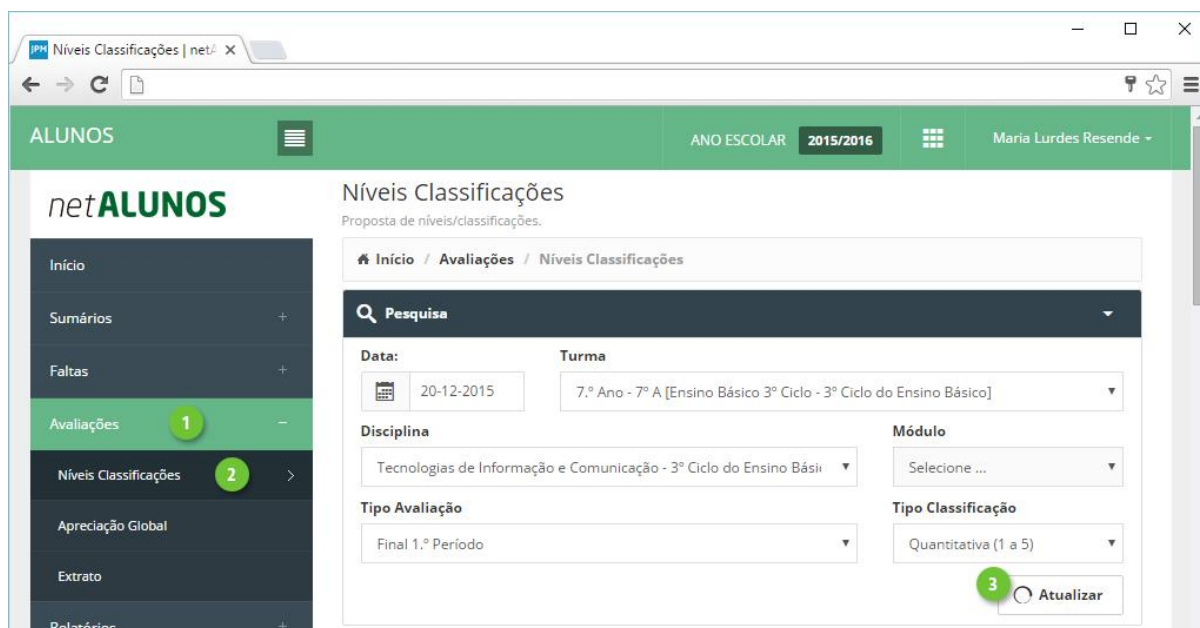 JPM Níveis Classificações | netA
ALUNOS
ANO ESCOLAR 2015/2016
Maria Lurdes Resende
netALUNOS
Início
Sumários
Faltas
Avaliações 1
Níveis Classificações 2
Apreciação Global
Extrato
Relatórios
Níveis Classificações
Proposta de níveis/classificações.
Início / Avaliações / Níveis Classificações
Pesquisa
Data: Turma
20-12-2015 7.º Ano - 7º A [Ensino Básico 3º Ciclo - 3º Ciclo do Ensino Básico]
Disciplina Módulo
Tecnologias de Informação e Comunicação - 3º Ciclo do Ensino Bási Selecione ...
Tipo Avaliação Tipo Classificação
Final 1.º Período Quantitativa (1 a 5)
3 Atualizar